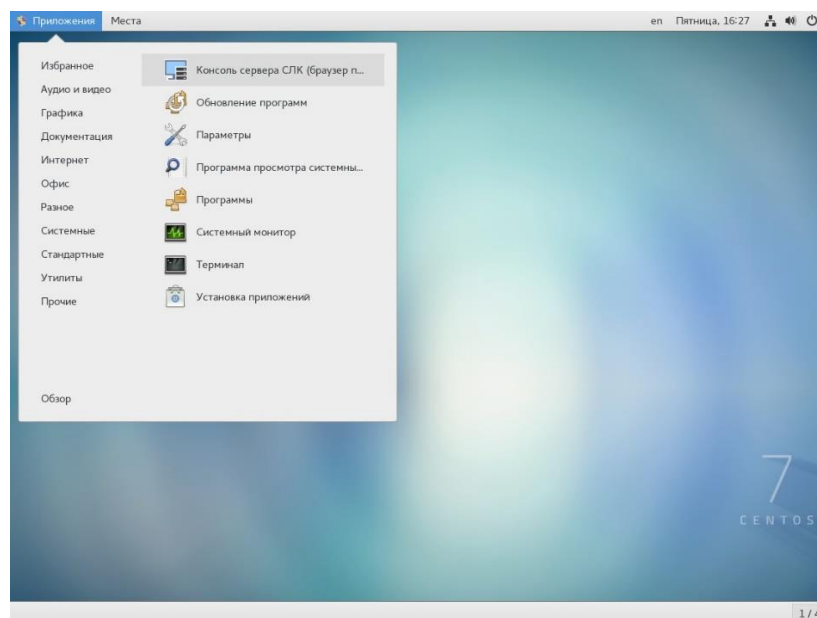 Приложения Места en Пятница, 16:27
Избранное
Аудио и видео
Графика
Документация
Интернет
Офис
Разное
Системные
Стандартные
Утилиты
Прочие
Обзор
Консоль сервера СЛК (браузер п...
Обновление программ
Параметры
Программа просмотра системны...
Программы
Системный монитор
Терминал
Установка приложений
7
CENTOS
1 / 4